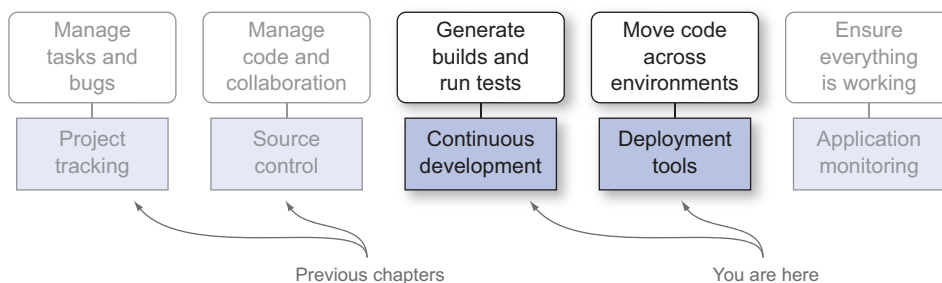 Manage
tasks and
bugs
Manage
code and
collaboration
Generate
builds and
run tests
Move code
across
environments
Ensure
everything
is working
Project
tracking
Source
control
Continuous
development
Deployment
tools
Application
monitoring
Previous chapters
You are here